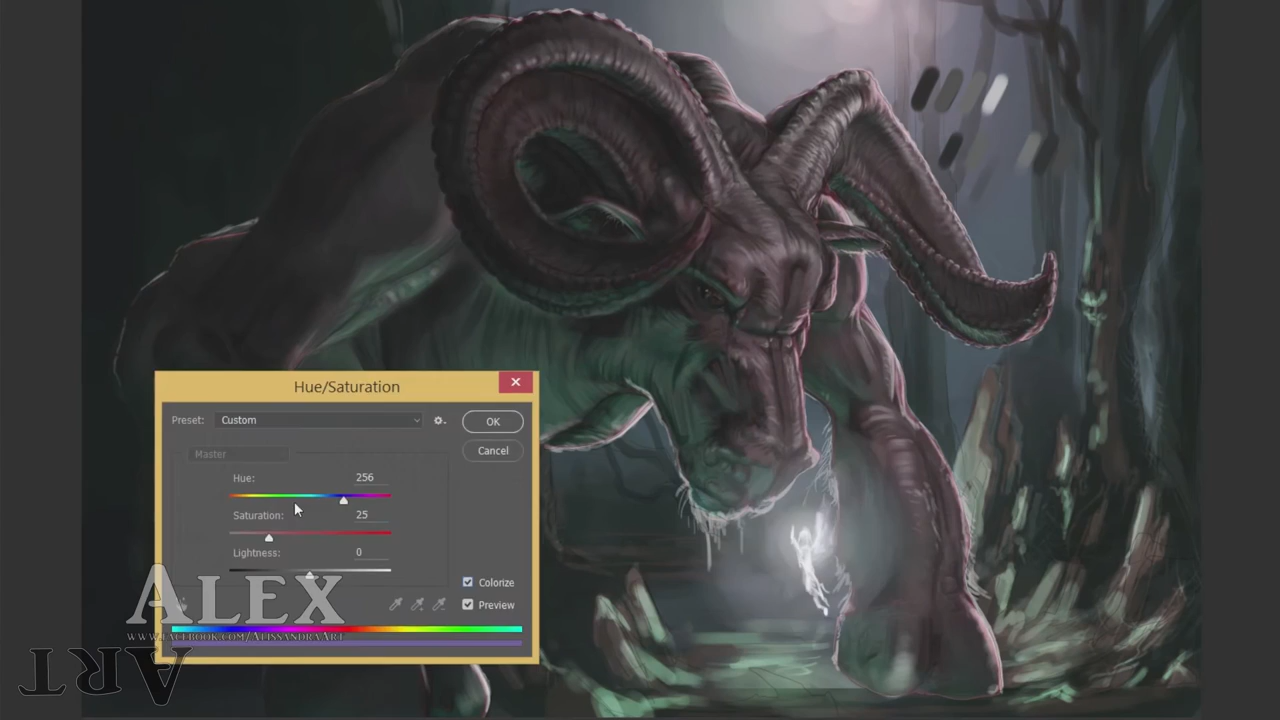 Hue/Saturation
Preset: Custom
OK
Cancel
Master
Hue: 256
Saturation: 25
Lightness: 0
Colorize
Preview
ALEX
WWW.FACEBOOK.COM/ALISSANDRAART
ART